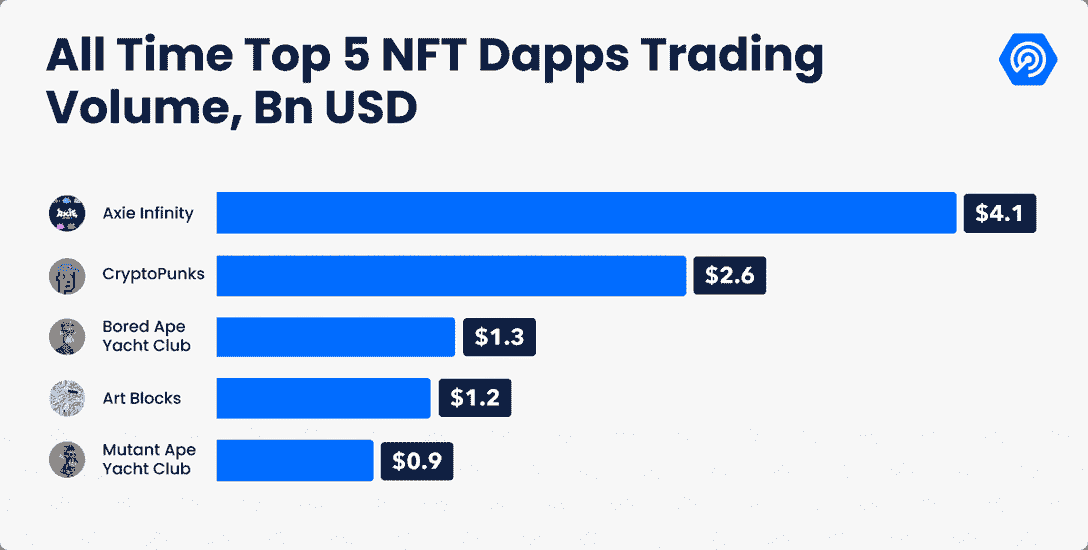 All Time Top 5 NFT Dapps Trading
Volume, Bn USD
Axie Infinity
$4.1
CryptoPunks
$2.6
Bored Ape
Yacht Club
$1.3
Art Blocks
$1.2
Mutant Ape
Yacht Club
$0.9